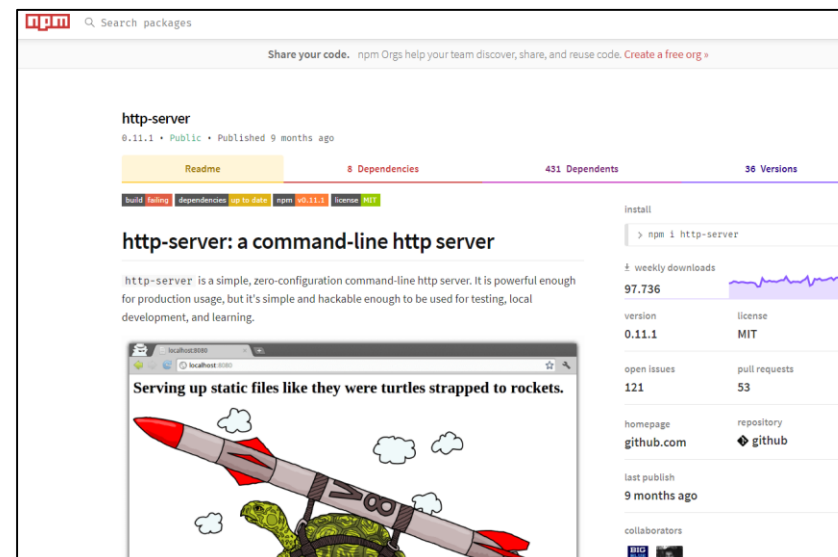 npm
Search packages
Share your code. npm Orgs help your team discover, share, and reuse code. Create a free org »
http-server
0.11.1 • Public • Published 9 months ago
Readme
8 Dependencies
431 Dependents
36 Versions
build failing dependencies up to date npm v0.11.1 license MIT
http-server: a command-line http server
http-server is a simple, zero-configuration command-line http server. It is powerful enough
for production usage, but it's simple and hackable enough to be used for testing, local
development, and learning.
localhost:8080
localhost:8080
Serving up static files like they were turtles strapped to rockets.
V8
install
> npm i http-server
weekly downloads
97.736
version
0.11.1
license
MIT
open issues
121
pull requests
53
homepage
github.com
repository
github
last publish
9 months ago
collaborators
BIG